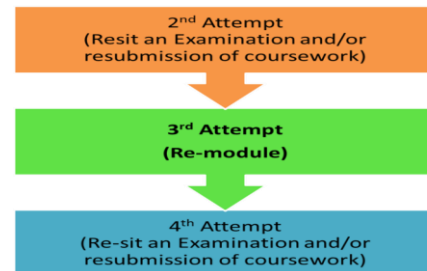 2nd Attempt
(Resit an Examination and/or
resubmission of coursework)
3rd Attempt
(Re-module)
4th Attempt
(Re-sit an Examination and/or
resubmission of coursework)